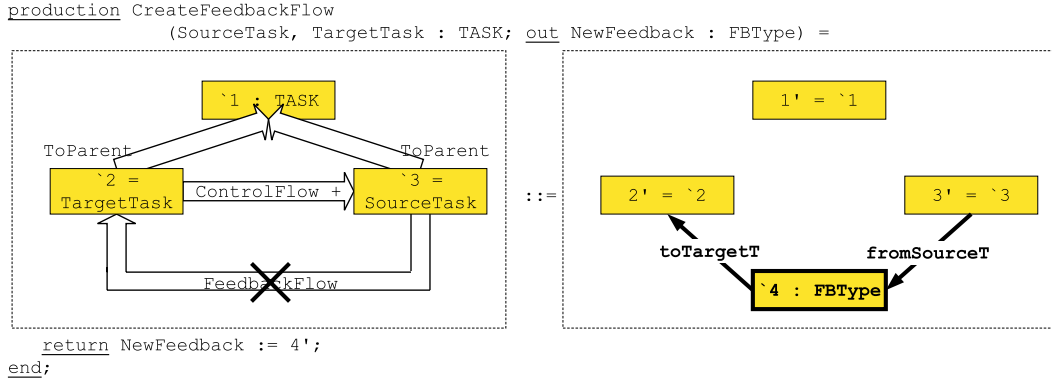 production CreateFeedbackFlow
(SourceTask, TargetTask : TASK; out NewFeedback : FBType) =
`1 : TASK
1' = `1
ToParent
ToParent
`2 =
TargetTask
ControlFlow +
`3 =
SourceTask
::=
2' = `2
3' = `3
toTargetT
fromSourceT
FeedbackFlow
`4 : FBType
return NewFeedback := 4';
end;